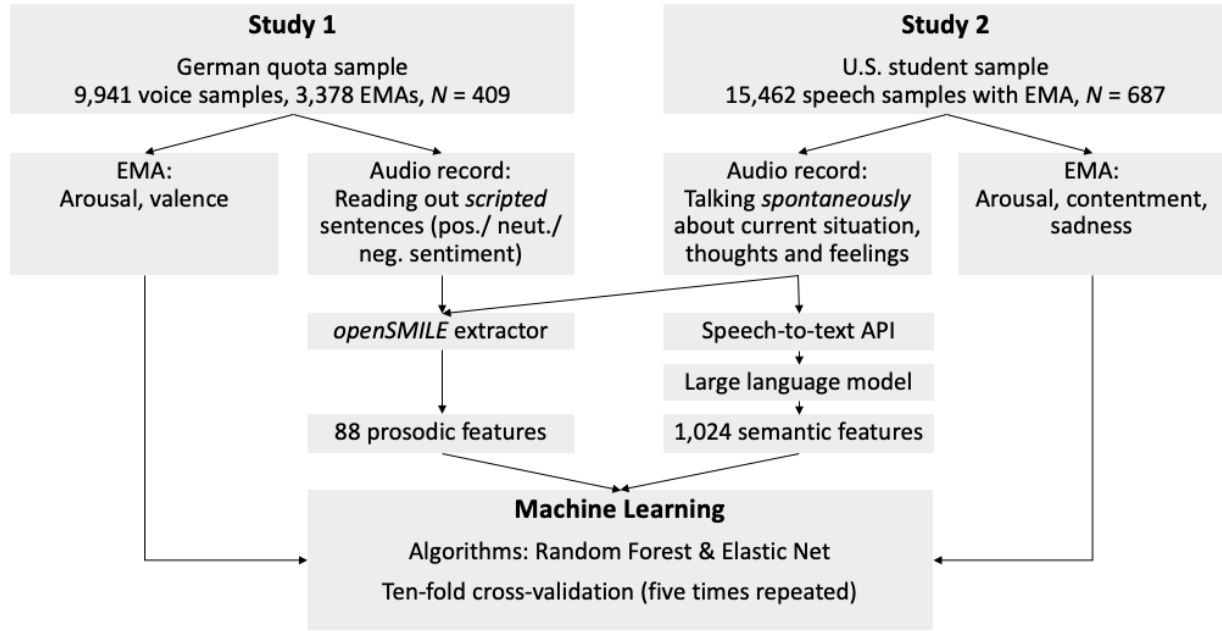 Study 1
German quota sample
9,941 voice samples, 3,378 EMAs, N = 409
Study 2
U.S. student sample
15,462 speech samples with EMA, N = 687
EMA:
Arousal, valence
Audio record:
Reading out scripted
sentences (pos./ neut./
neg. sentiment)
Audio record:
Talking spontaneously
about current situation,
thoughts and feelings
EMA:
Arousal, contentment,
sadness
openSMILE extractor
Speech-to-text API
Large language model
88 prosodic features
1,024 semantic features
Machine Learning
Algorithms: Random Forest & Elastic Net
Ten-fold cross-validation (five times repeated)